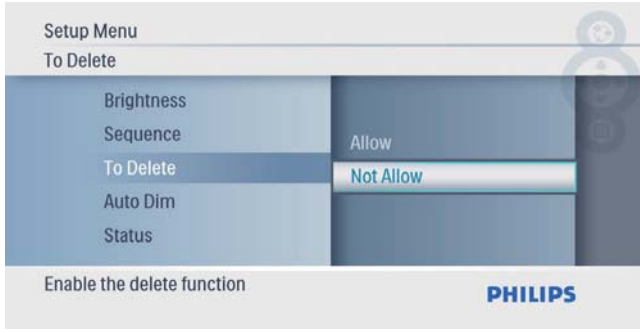 Setup Menu
To Delete
Brightness
Sequence
To Delete
Auto Dim
Status
Allow
Not Allow
Enable the delete function
PHILIPS